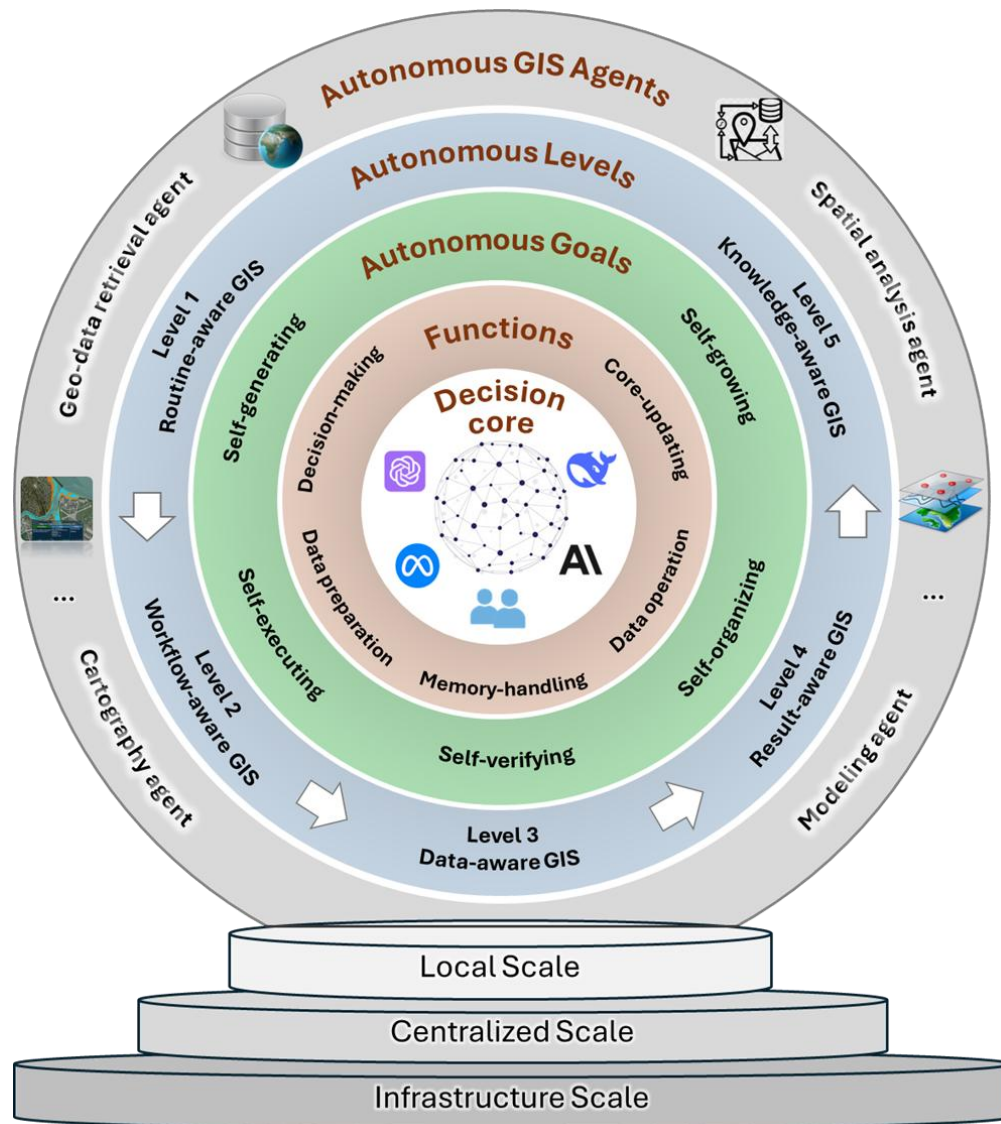 Autonomous GIS Agents
Geo-data retrieval agent
...
Cartography agent
Spatial analysis agent
...
Modeling agent
Autonomous Levels
Level 1
Routine-aware GIS
Level 2
Workflow-aware GIS
Level 3
Data-aware GIS
Level 4
Result-aware GIS
Level 5
Knowledge-aware GIS
Autonomous Goals
Self-generating
Self-executing
Self-verifying
Self-organizing
Self-growing
Functions
Decision-making
Data preparation
Memory-handling
Data operation
Core-updating
Decision
core
A\
Local Scale
Centralized Scale
Infrastructure Scale